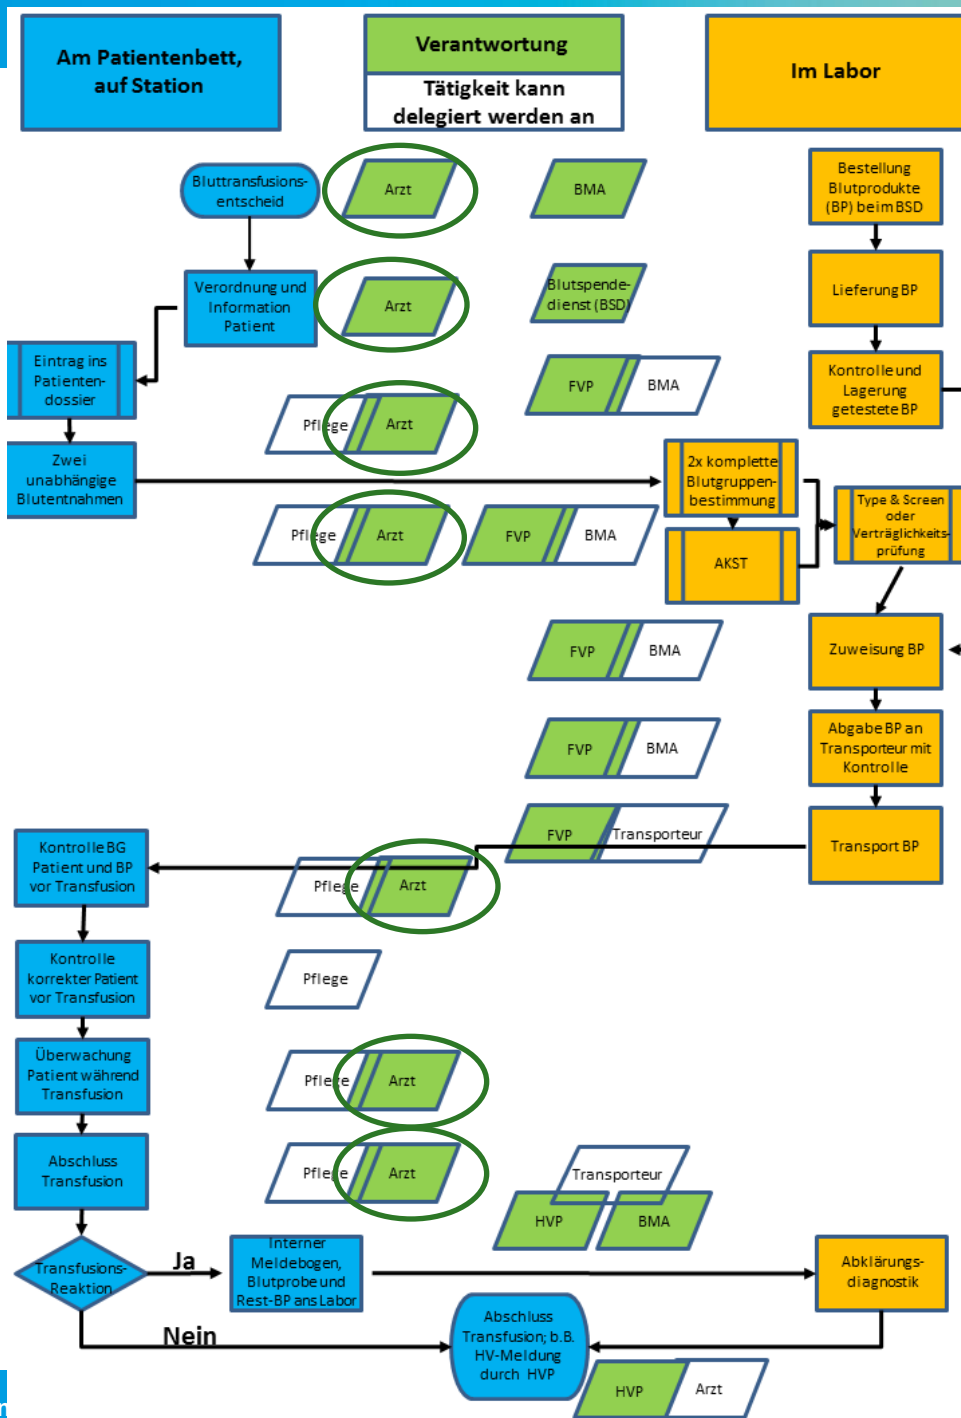 Am Patientenbett,
auf Station
Verantwortung
Tätigkeit kann
delegiert werden an
Im Labor
Bluttransfusions-
entscheid
Arzt
BMA
Bestellung
Blutprodukte
(BP) beim BSD
Verordnung und
Information
Patient
Arzt
Blutspende-
dienst (BSD)
Lieferung BP
Eintrag ins
Patienten-
dossier
Pflege
Arzt
FVP
BMA
Kontrolle und
Lagerung
getestete BP
Zwei
unabhängige
Blutentnahmen
2x komplette
Blutgruppen-
bestimmung
Type & Screen
oder
Verträglichkeits-
prüfung
Pflege
Arzt
FVP
BMA
AKST
FVP
BMA
Zuweisung BP
FVP
BMA
Abgabe BP an
Transporteur mit
Kontrolle
FVP
Transporteur
Transport BP
Kontrolle BG
Patient und BP
vor Transfusion
Pflege
Arzt
Kontrolle
korrekter Patient
vor Transfusion
Pflege
Überwachung
Patient während
Transfusion
Pflege
Arzt
Abschluss
Transfusion
Pflege
Arzt
Transporteur
HVP
BMA
Transfusions-
Reaktion
Ja
Interner
Meldebogen,
Blutprobe und
Rest-BP ans Labor
Abklärungs-
diagnostik
Nein
Abschluss
Transfusion; b.B.
HV-Meldung
durch HVP
HVP
Arzt